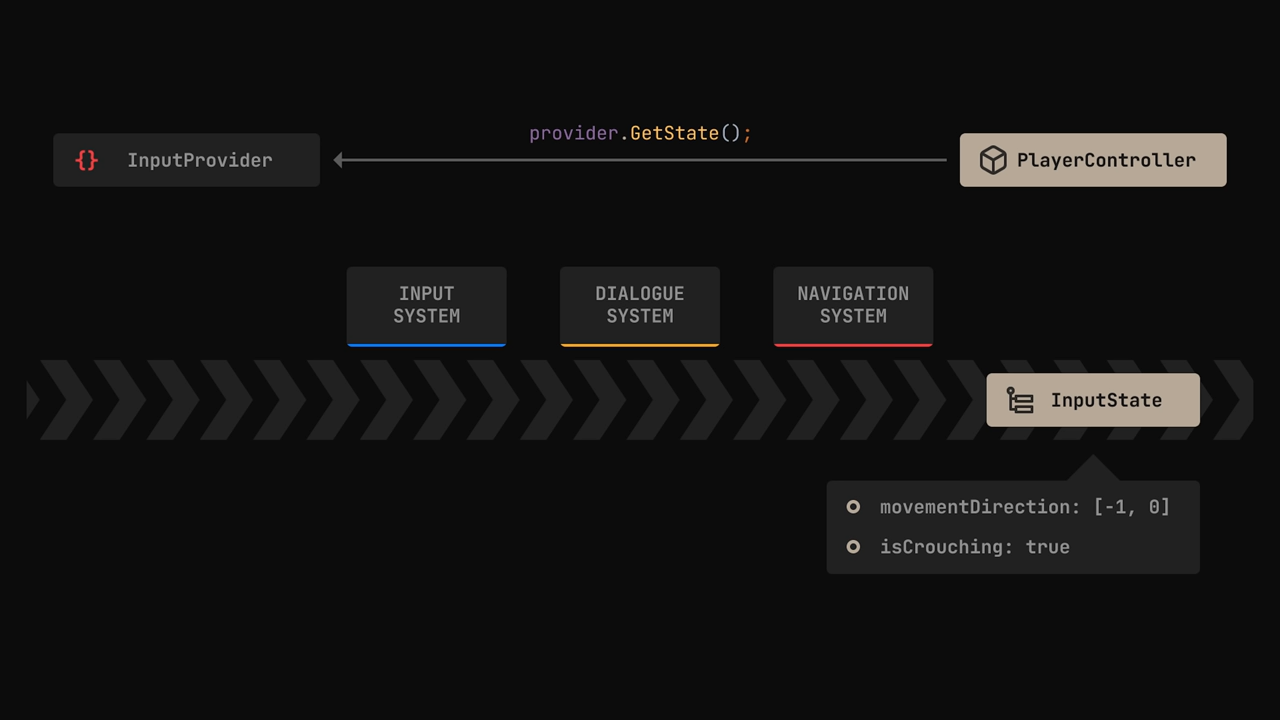 provider.GetState();
{} InputProvider
PlayerController
INPUT
SYSTEM
DIALOGUE
SYSTEM
NAVIGATION
SYSTEM
InputState
movementDirection: [-1, 0]
isCrouching: true